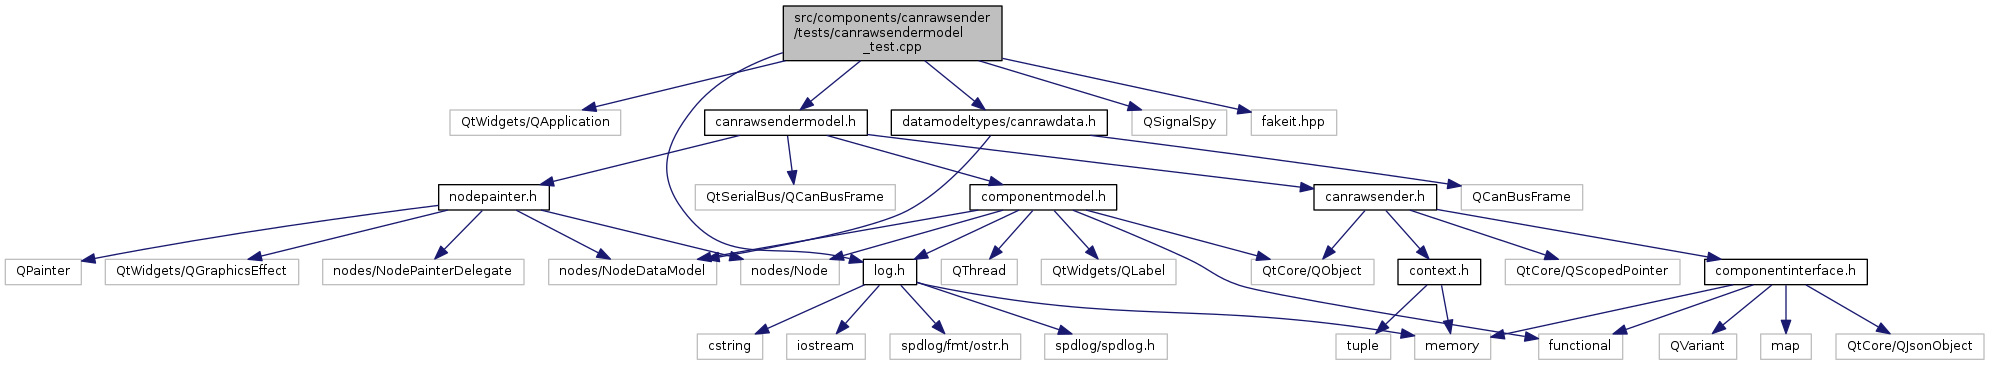 src/components/canrawsender
/tests/canrawsendermodel
_test.cpp
QtWidgets/QApplication
canrawsendermodel.h
datamodeltypes/canrawdata.h
QSignalSpy
fakeit.hpp
nodepainter.h
QtSerialBus/QCanBusFrame
componentmodel.h
canrawsender.h
QCanBusFrame
QPainter
QtWidgets/QGraphicsEffect
nodes/NodePainterDelegate
nodes/NodeDataModel
nodes/Node
log.h
QThread
QtWidgets/QLabel
QtCore/QObject
context.h
QtCore/QScopedPointer
componentinterface.h
cstring
iostream
spdlog/fmt/ostr.h
spdlog/spdlog.h
tuple
memory
functional
QVariant
map
QtCore/QJsonObject